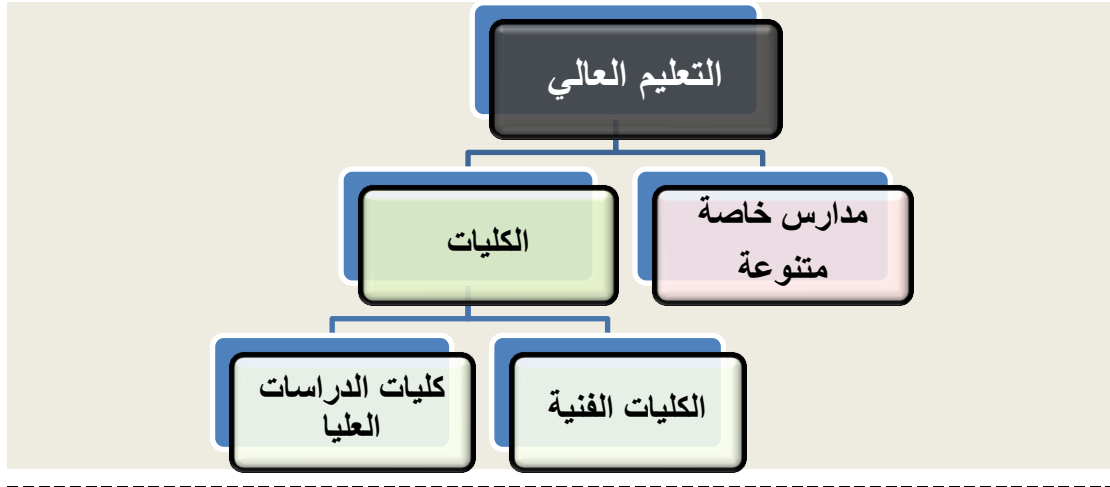 التعليم العالي
مدارس خاصة
متنوعة
الكليات
الكليات الفنية
كليات الدراسات
العليا